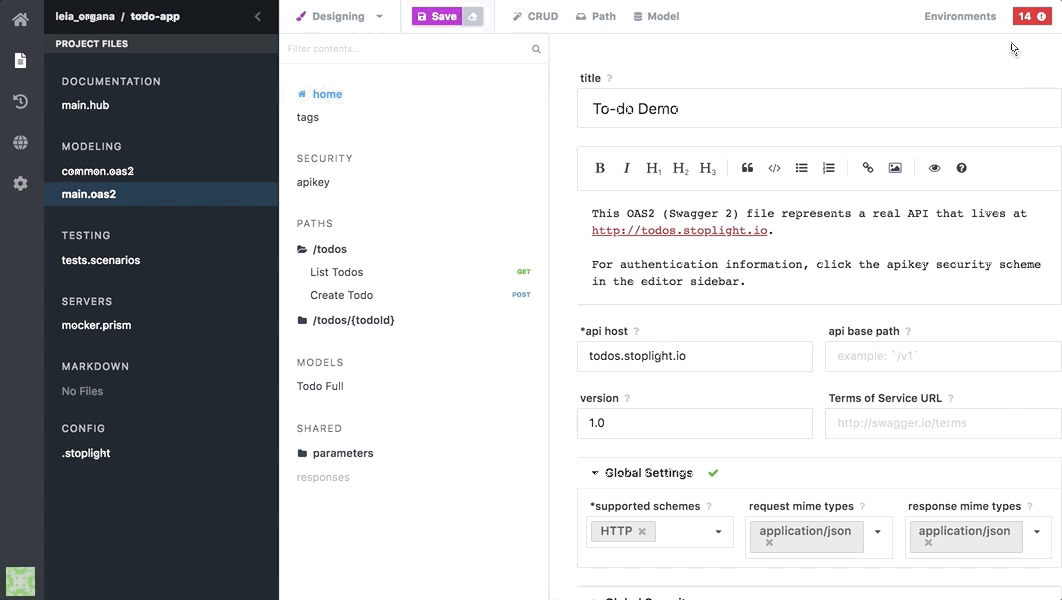 leia_organa / todo-app
PROJECT FILES
DOCUMENTATION
main.hub
MODELING
common.oas2
main.oas2
TESTING
tests.scenarios
SERVERS
mocker.prism
MARKDOWN
No Files
CONFIG
.stoplight
Designing
Save
CRUD
Path
Model
Environments
14
Filter contents...
home
tags
SECURITY
apikey
PATHS
/todos
List Todos GET
Create Todo POST
/todos/{todoId}
MODELS
Todo Full
SHARED
parameters
responses
title ?
To-do Demo
B I H1 H2 H3
This OAS2 (Swagger 2) file represents a real API that lives at
http://todos.stoplight.io.
For authentication information, click the apikey security scheme
in the editor sidebar.
*api host ?
todos.stoplight.io
api base path ?
example: `/v1`
version ?
1.0
Terms of Service URL ?
http://swagger.io/terms
Global Settings
*supported schemes ?
HTTP
request mime types ?
application/json
response mime types ?
application/json